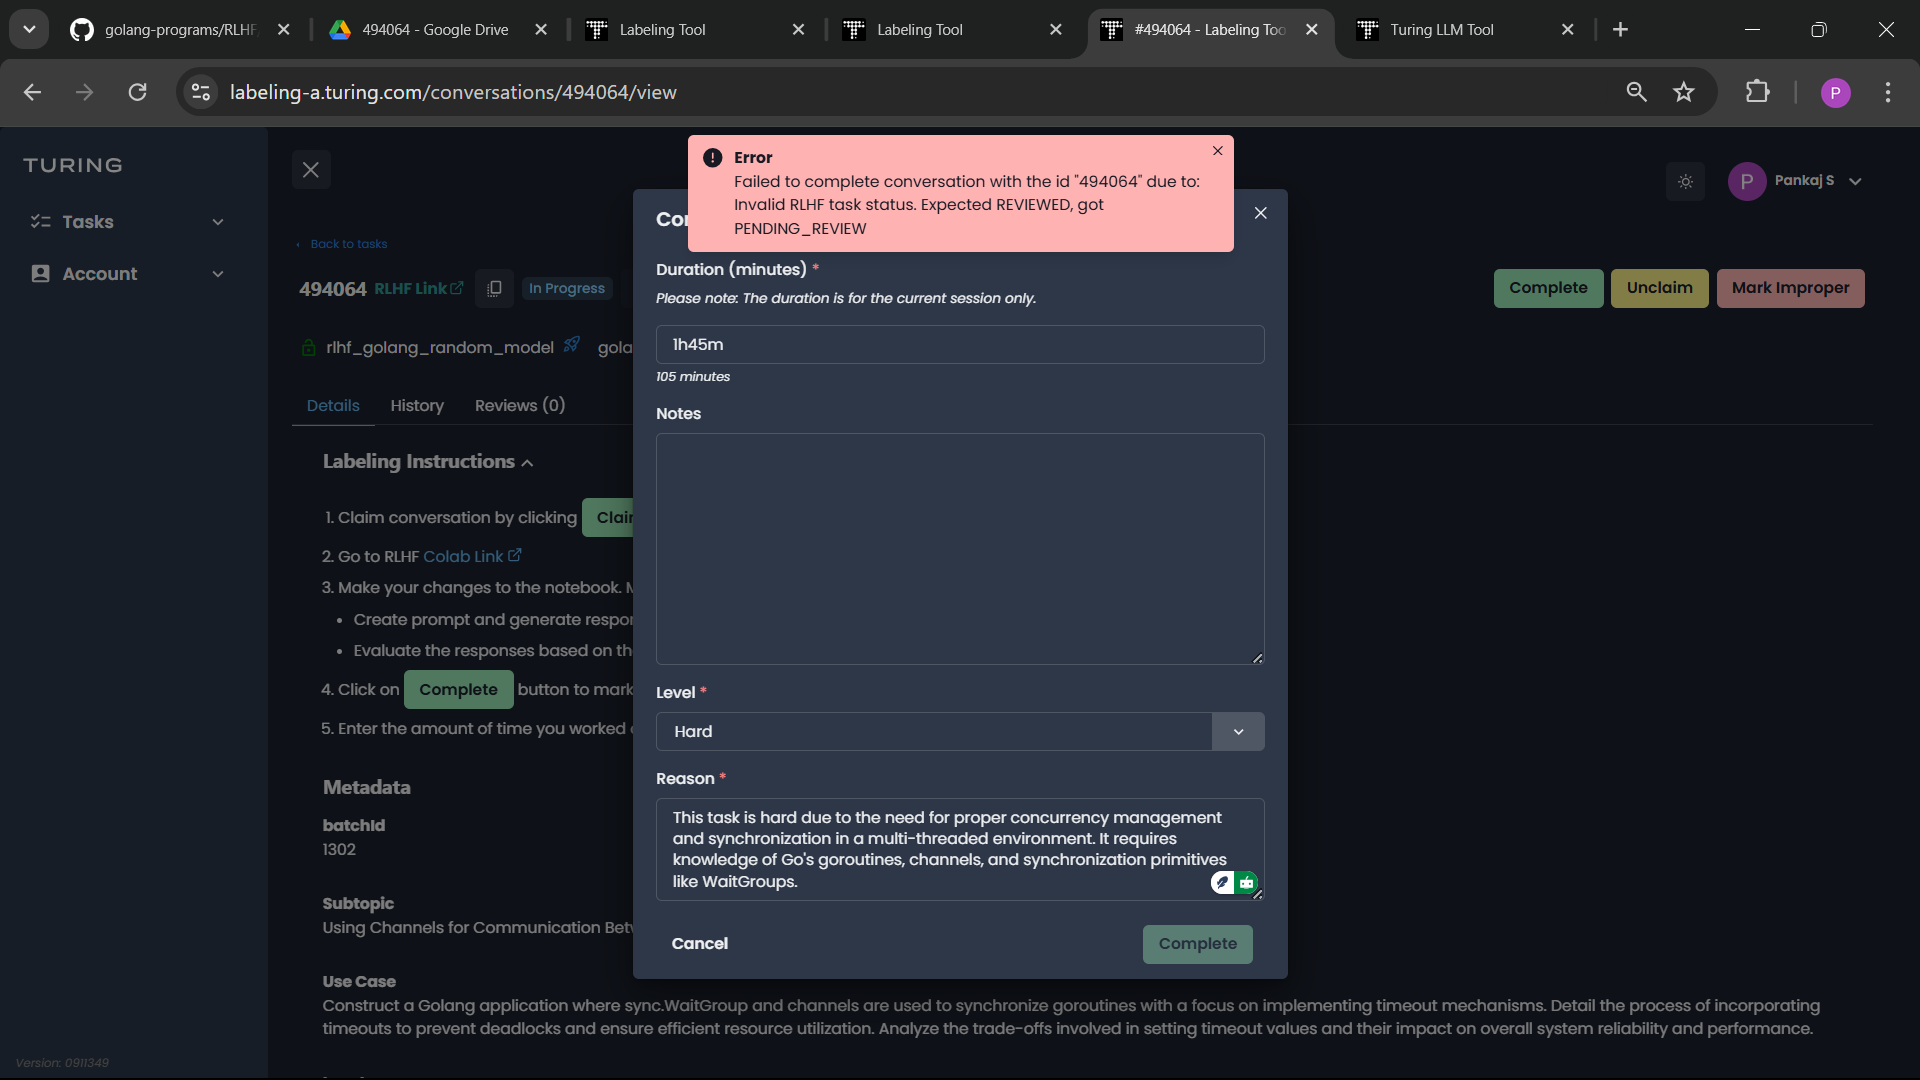 golang-programs/RLHF
494064 - Google Drive
Labeling Tool
Labeling Tool
#494064 - Labeling Too
Turing LLM Tool
labeling-a.turing.com/conversations/494064/view
P
TURING
Tasks
Account
Error
Failed to complete conversation with the id "494064" due to:
Invalid RLHF task status. Expected REVIEWED, got
PENDING_REVIEW
P Pankaj S
Back to tasks
494064 RLHF Link In Progress
Complete Unclaim Mark Improper
rlhf_golang_random_model gola
Details History Reviews (0)
Labeling Instructions
1. Claim conversation by clicking Clai
2. Go to RLHF Colab Link
3. Make your changes to the notebook. M
• Create prompt and generate respon
• Evaluate the responses based on th
4. Click on Complete button to mark
5. Enter the amount of time you worked
Metadata
batchId
1302
Subtopic
Using Channels for Communication Bet
Use Case
Construct a Golang application where sync.WaitGroup and channels are used to synchronize goroutines with a focus on implementing timeout mechanisms. Detail the process of incorporating
timeouts to prevent deadlocks and ensure efficient resource utilization. Analyze the trade-offs involved in setting timeout values and their impact on overall system reliability and performance.
Version: 0911349
Co
Duration (minutes) *
Please note: The duration is for the current session only.
1h45m
105 minutes
Notes
Level *
Hard
Reason *
This task is hard due to the need for proper concurrency management
and synchronization in a multi-threaded environment. It requires
knowledge of Go's goroutines, channels, and synchronization primitives
like WaitGroups.
Cancel Complete